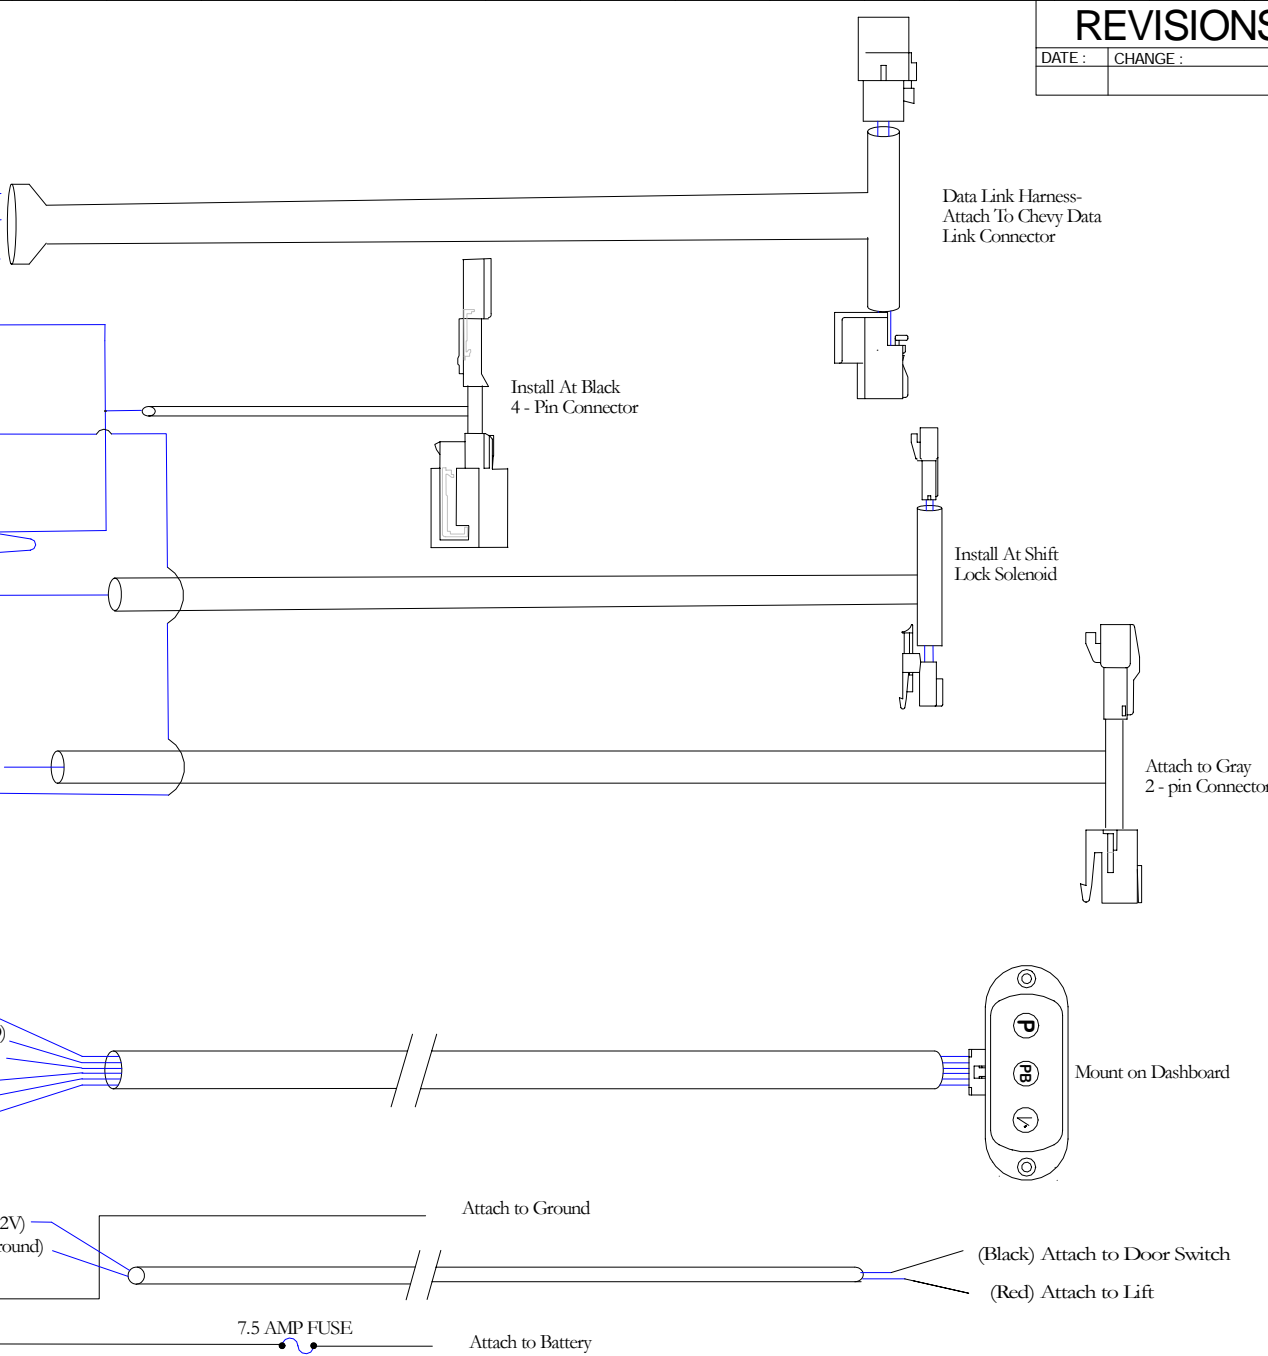 REVISIONS
DATE :
CHANGE :
Data Link Harness-
Attach To Chevy Data
Link Connector
Install At Black
4 - Pin Connector
Install At Shift
Lock Solenoid
Attach to Gray
2 - pin Connector
P
PB
Mount on Dashboard
Attach to Ground
2V)
round)
(Black) Attach to Door Switch
(Red) Attach to Lift
7.5 AMP FUSE
Attach to Battery